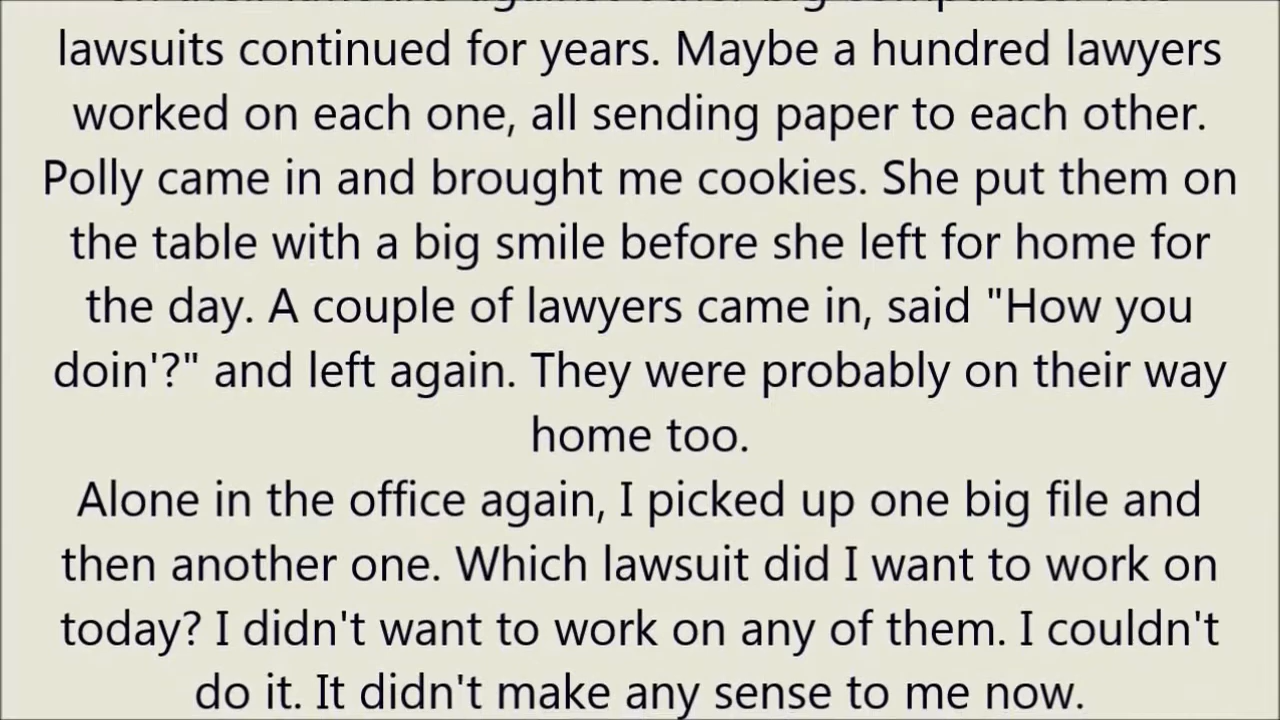 lawsuits continued for years. Maybe a hundred lawyers
worked on each one, all sending paper to each other.
Polly came in and brought me cookies. She put them on
the table with a big smile before she left for home for
the day. A couple of lawyers came in, said "How you
doin'?" and left again. They were probably on their way
home too.
Alone in the office again, I picked up one big file and
then another one. Which lawsuit did I want to work on
today? I didn't want to work on any of them. I couldn't
do it. It didn't make any sense to me now.